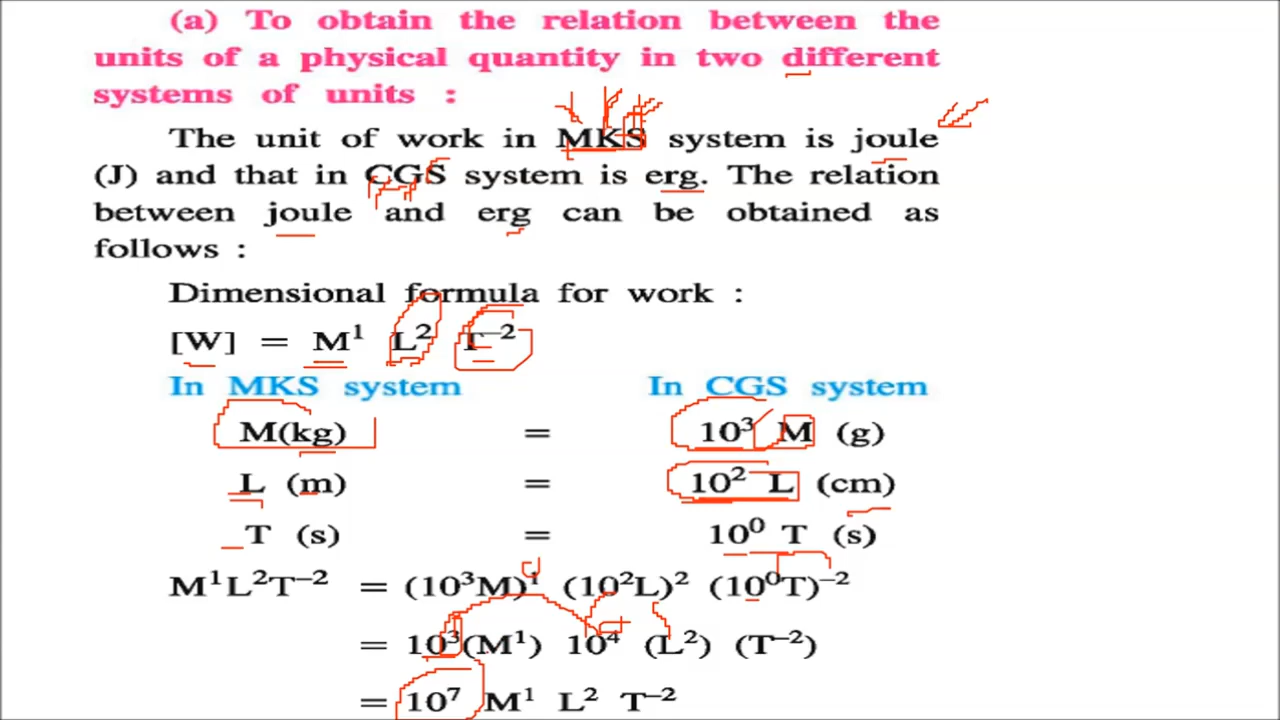 (a) To obtain the relation between the
units of a physical quantity in two different
systems of units :
The unit of work in MKS system is joule
(J) and that in CGS system is erg. The relation
between joule and erg can be obtained as
follows :
Dimensional formula for work :
[W] = M¹ L² T⁻²
In MKS system In CGS system
M(kg) = 10³ M (g)
L (m) = 10² L (cm)
T (s) = 10⁰ T (s)
M¹L²T⁻² = (10³M)¹ (10²L)² (10⁰T)⁻²
= 10³(M¹) 10⁴ (L²) (T⁻²)
= 10⁷ M¹ L² T⁻²